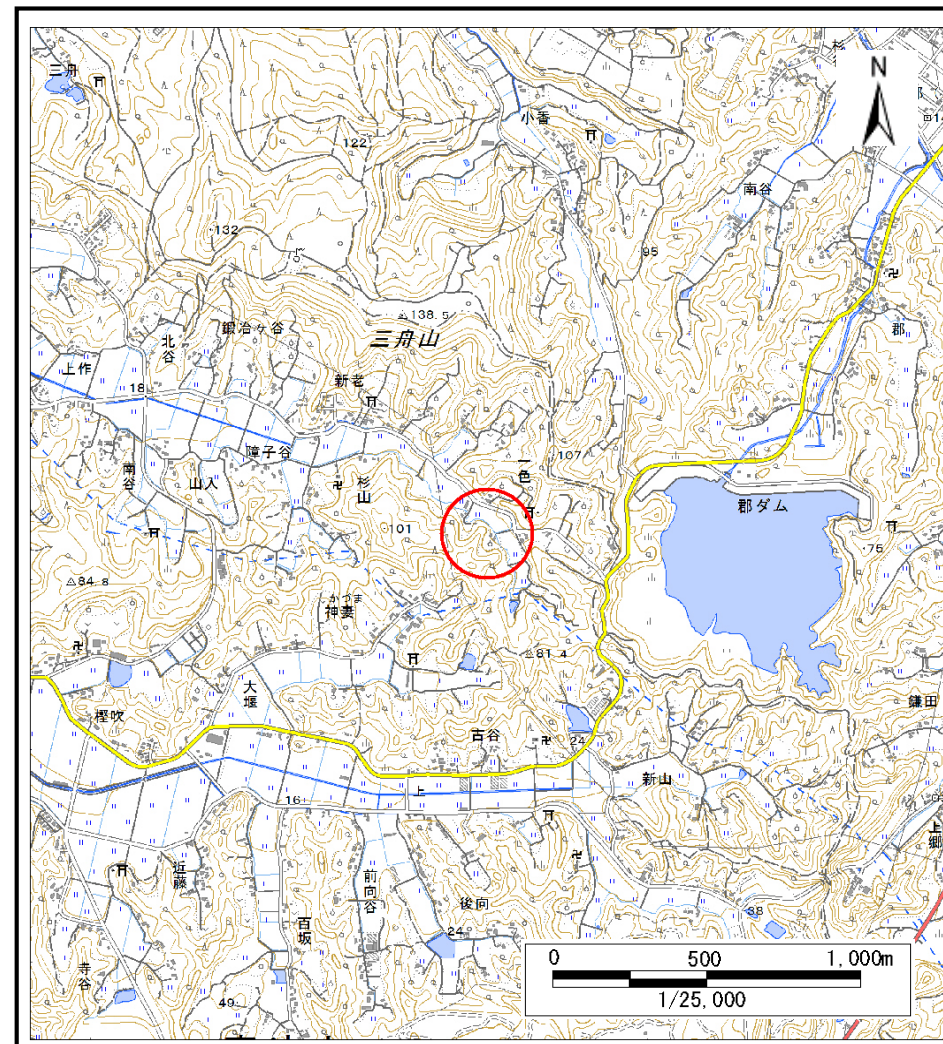 三舟
N
小香
122
南谷
132
95
138.5
鍛冶ヶ谷
三舟山
郡
北谷
上作
新老
18
障子谷
107
一色
南谷
山入
杉山
郡ダム
101
75
84.8
かづま
神妻
81.4
大堰
鎌田
樫吹
古谷
24
新山
上
16
上郷
近藤
前向谷
後向
百坂
38
24
寺谷
49
0 500 1,000m
1/25,000